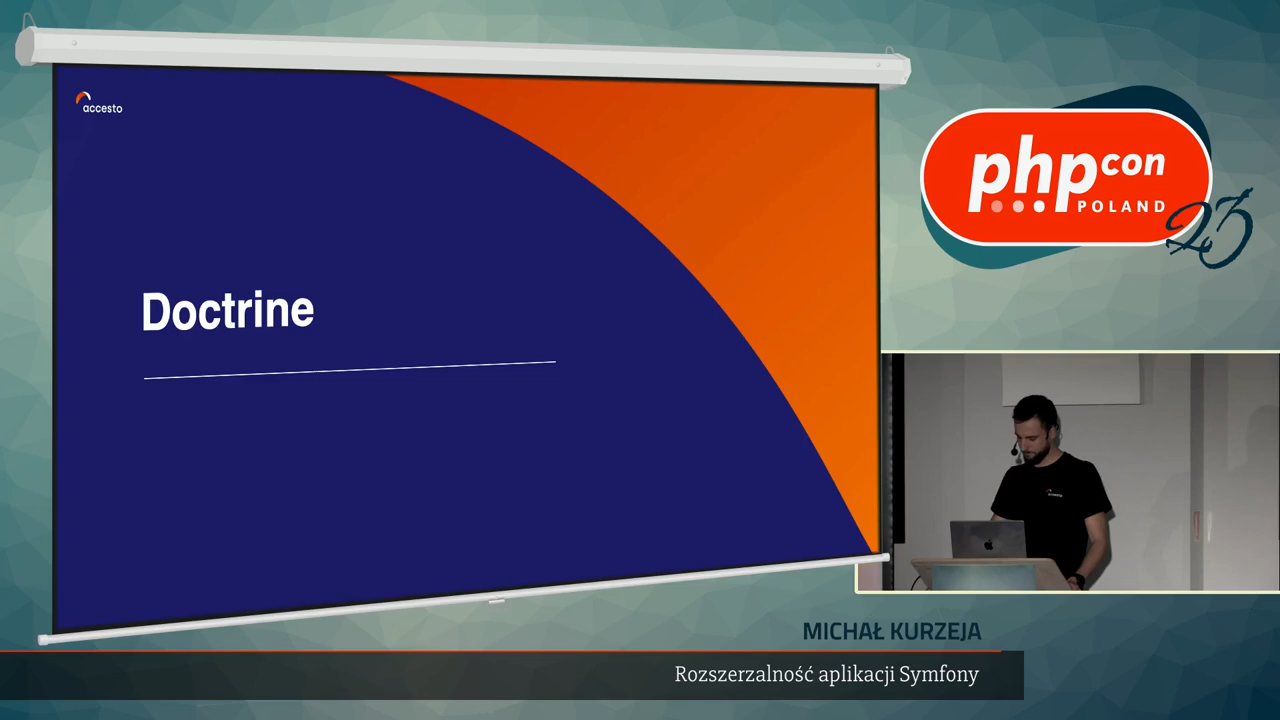 accesto
Doctrine
phpcon
POLAND
23
MICHAŁ KURZEJA
Rozszerzalność aplikacji Symfony